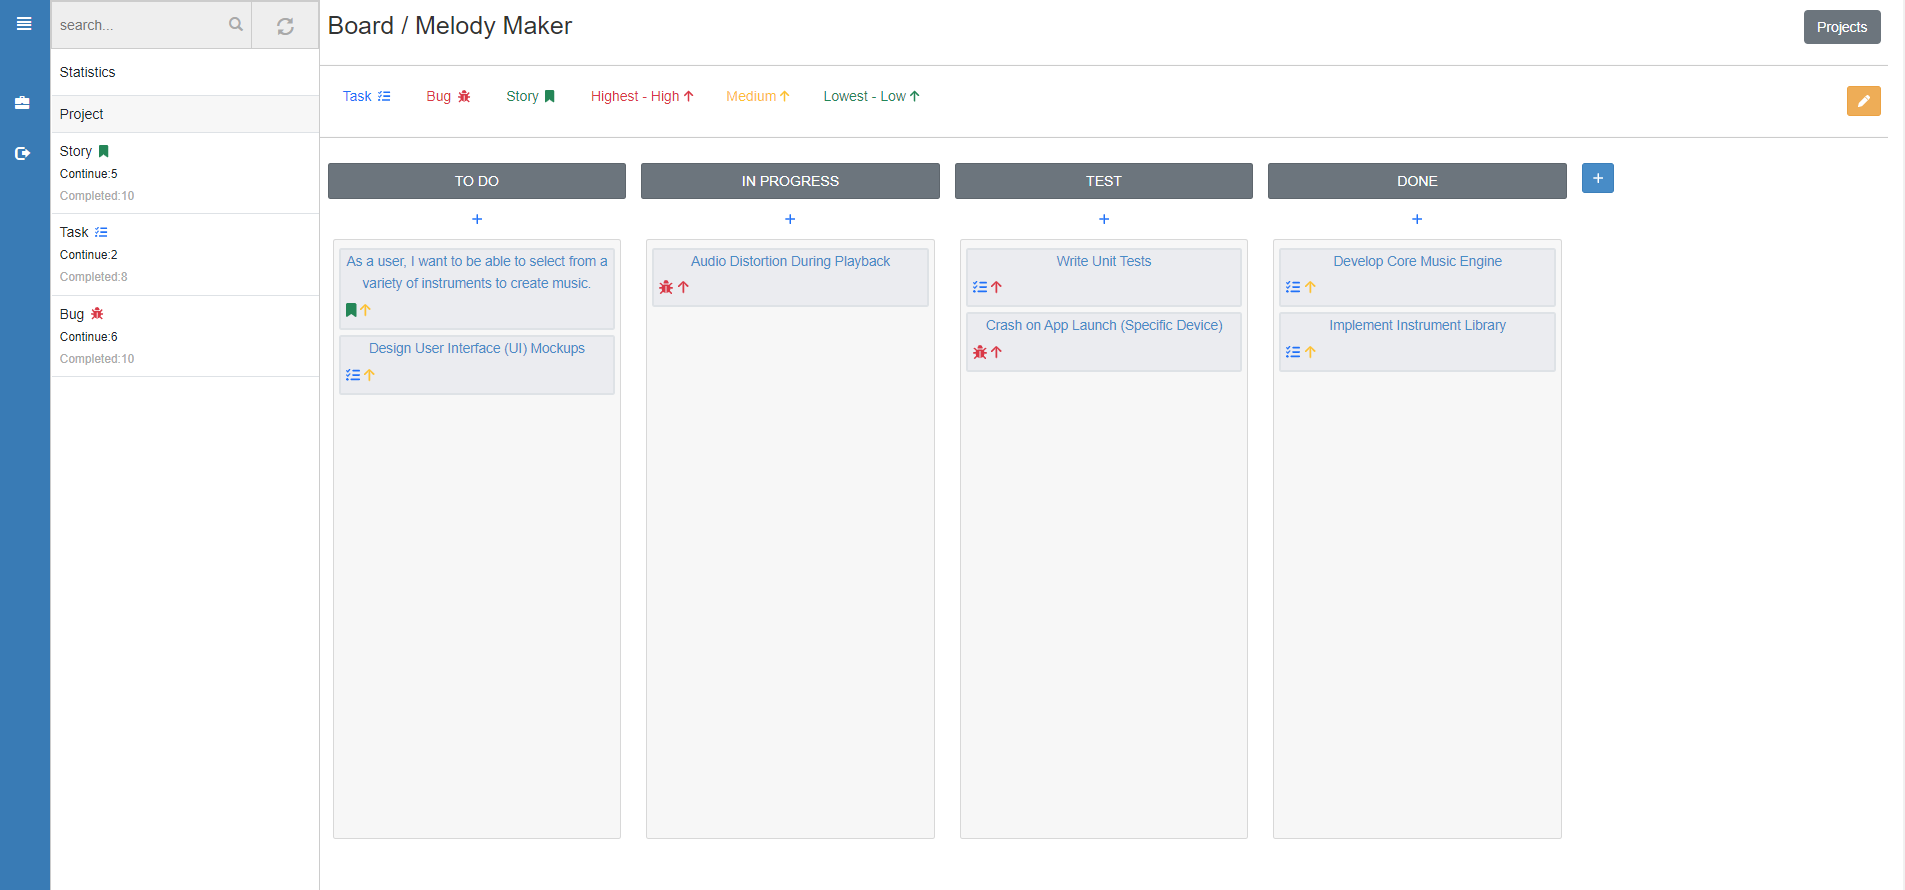 search...
Statistics
Project
Story
Continue:5
Completed:10
Task
Continue:2
Completed:8
Bug
Continue:6
Completed:10
Board / Melody Maker
Projects
Task Bug Story Highest - High Medium Lowest - Low
TO DO
+
As a user, I want to be able to select from a
variety of instruments to create music.
Design User Interface (UI) Mockups
IN PROGRESS
+
Audio Distortion During Playback
TEST
+
Write Unit Tests
Crash on App Launch (Specific Device)
DONE
+
Develop Core Music Engine
Implement Instrument Library
+